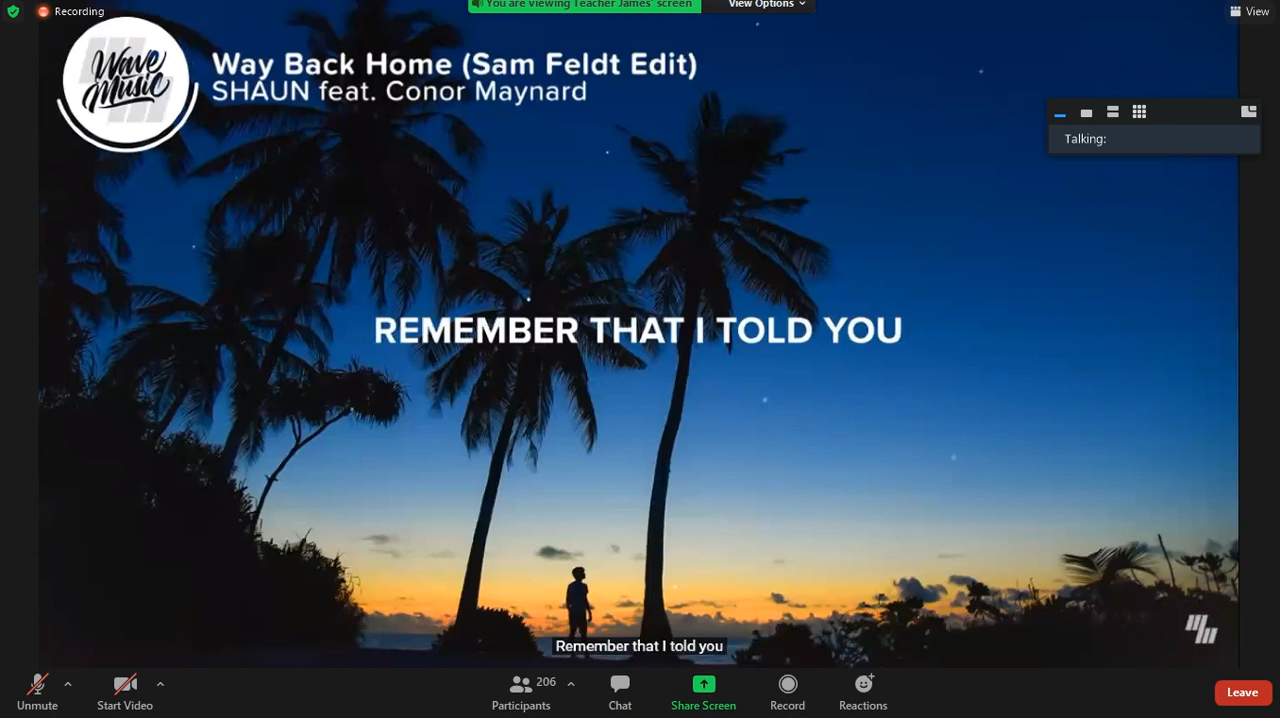 Recording
You are viewing Teacher James' screen
View Options
View
Wave
Music
Way Back Home (Sam Feldt Edit)
SHAUN feat. Conor Maynard
Talking:
REMEMBER THAT I TOLD YOU
Remember that I told you
Unmute
Start Video
206
Participants
Chat
Share Screen
Record
Reactions
Leave